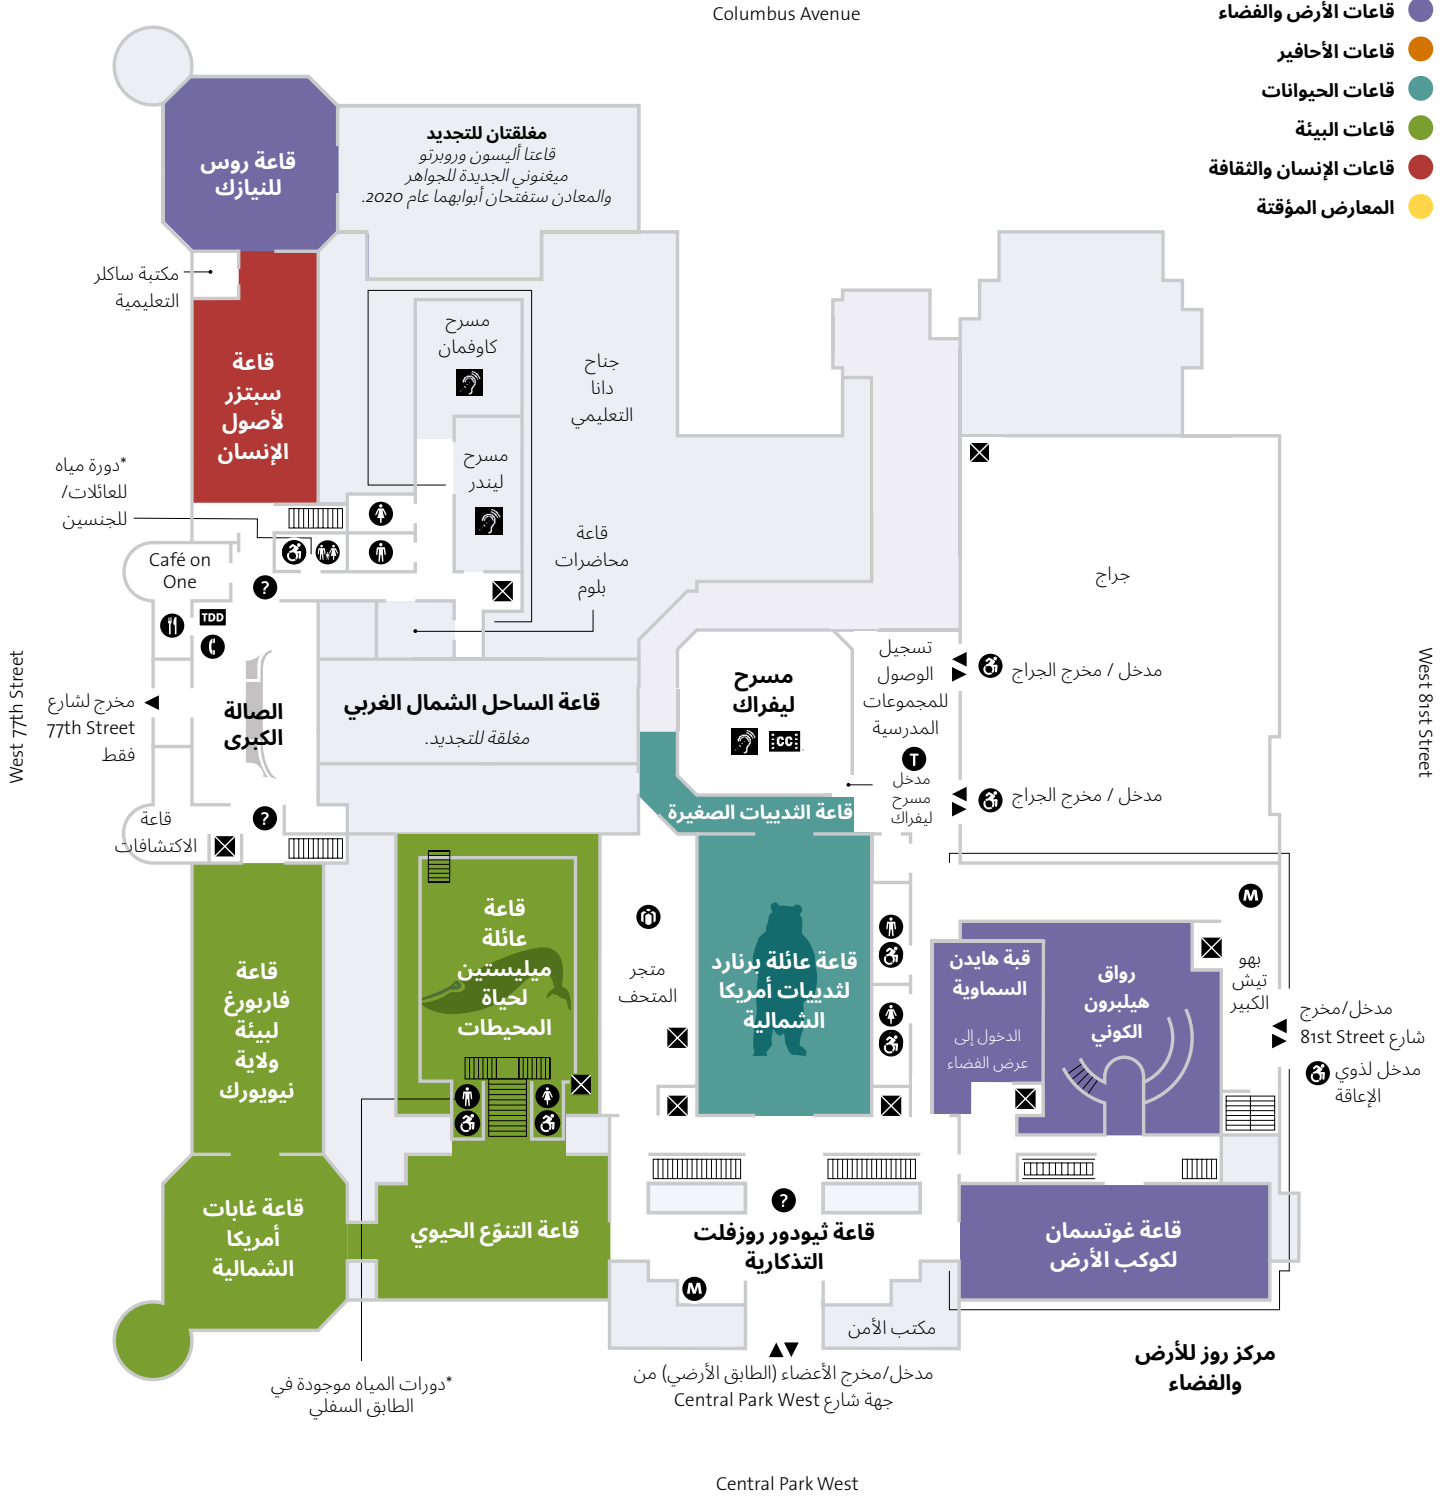 Columbus Avenue
قاعات الأرض والفضاء
قاعات الأحافير
قاعات الحيوانات
قاعات البيئة
قاعات الإنسان والثقافة
المعارض المؤقتة
مغلقتان للتجديد
قاعتا أليسون وروبرتو
ميغنوني الجديدة للجواهر
والمعادن ستفتحان أبوابهما عام 2020.
قاعة روس
للنيازك
مكتبة ساكلر
التعليمية
قاعة
سبتزر
لأصول
الإنسان
مسرح
كاوفمان
جناح
دانا
التعليمي
مسرح
ليندر
*دورة مياه
للعائلات/
للجنسين
قاعة
محاضرات
بلوم
Café on
One
?
TDD
جراج
West 77th Street
مخرج لشارع
77th Street
فقط
الصالة
الكبرى
قاعة الساحل الشمال الغربي
مغلقة للتجديد.
مسرح
ليفراك
CC
تسجيل
الوصول
للمجموعات
المدرسية
T
مدخل
مسرح
ليفراك
مدخل / مخرج الجراج
مدخل / مخرج الجراج
West 81st Street
قاعة
الاكتشافات
?
قاعة الثدييات الصغيرة
قاعة
فاربورغ
لبيئة
ولاية
نيويورك
قاعة
عائلة
ميليستين
لحياة
المحيطات
متجر
المتحف
قاعة عائلة برنارد
لثدييات أمريكا
الشمالية
قبة هايدن
السماوية
الدخول إلى
عرض الفضاء
رواق
هيلبرون
الكوني
M
بهو
تيش
الكبير
مدخل/مخرج
شارع 81st Street
مدخل لذوي
الإعاقة
قاعة غابات
أمريكا
الشمالية
قاعة التنوّع الحيوي
?
قاعة ثيودور روزفلت
التذكارية
M
قاعة غوتسمان
لكوكب الأرض
مكتب الأمن
مدخل/مخرج الأعضاء (الطابق الأرضي) من
جهة شارع Central Park West
مركز روز للأرض
والفضاء
*دورات المياه موجودة في
الطابق السفلي
Central Park West